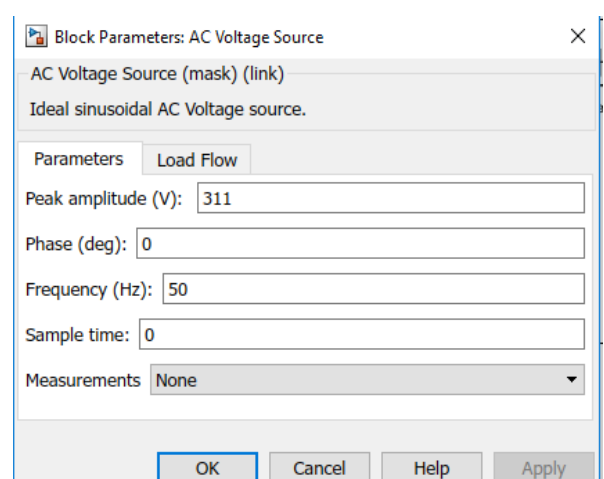 Block Parameters: AC Voltage Source
AC Voltage Source (mask) (link)
Ideal sinusoidal AC Voltage source.
Parameters Load Flow
Peak amplitude (V): 311
Phase (deg): 0
Frequency (Hz): 50
Sample time: 0
Measurements None
OK Cancel Help Apply